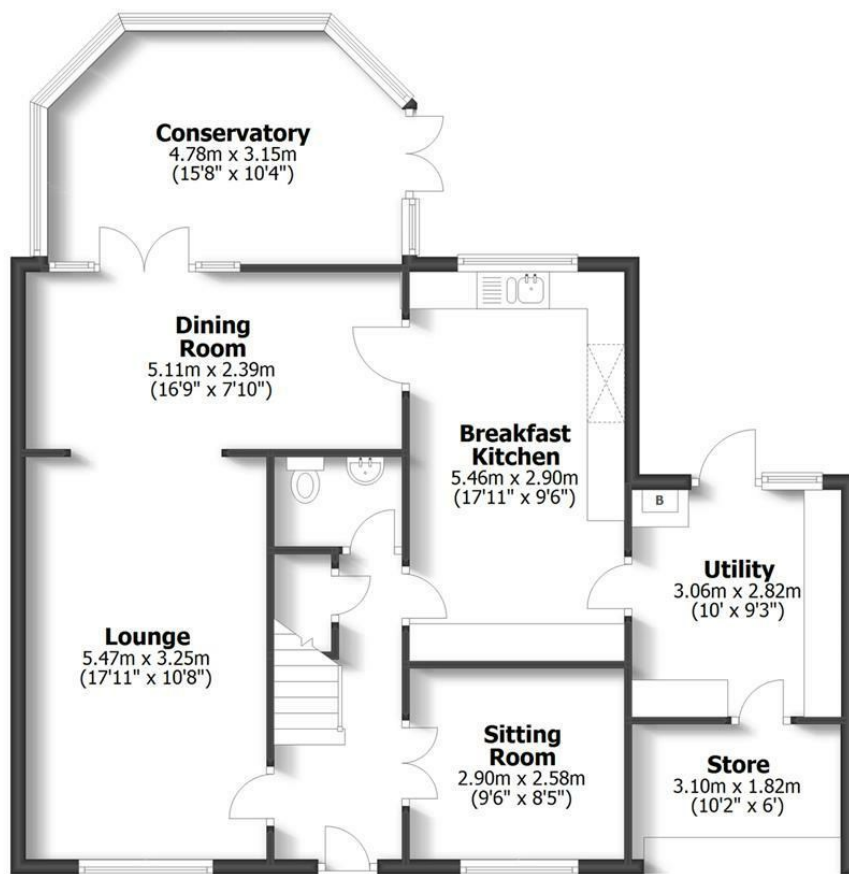 Conservatory
4.78m x 3.15m
(15'8" x 10'4")
Dining
Room
5.11m x 2.39m
(16'9" x 7'10")
Breakfast
Kitchen
5.46m x 2.90m
(17'11" x 9'6")
B
Utility
3.06m x 2.82m
(10' x 9'3")
Lounge
5.47m x 3.25m
(17'11" x 10'8")
Sitting
Room
2.90m x 2.58m
(9'6" x 8'5")
Store
3.10m x 1.82m
(10'2" x 6')